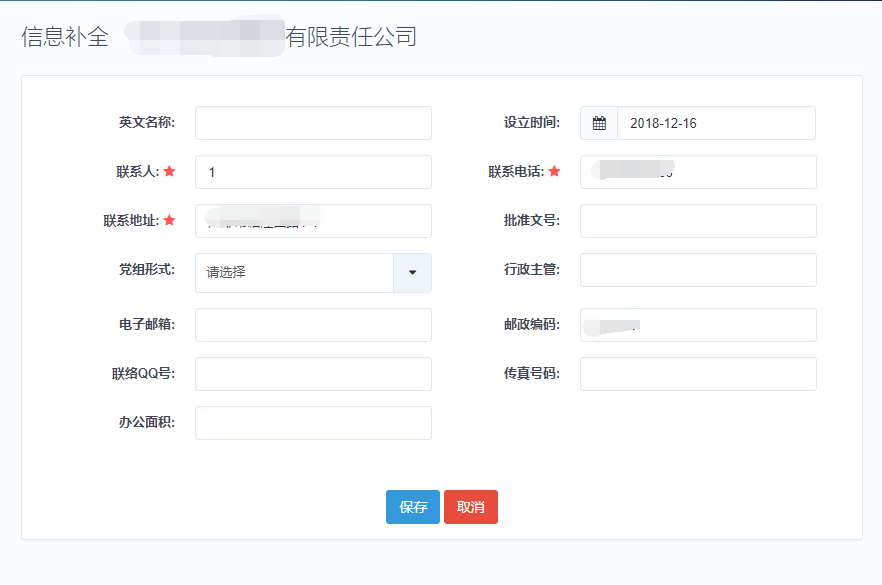 信息补全 有限责任公司
英文名称: 设立时间: 2018-12-16
联系人: 1 联系电话:
联系地址: 批准文号:
党组形式: 请选择 行政主管:
电子邮箱: 邮政编码:
联络QQ号: 传真号码:
办公面积:
保存 取消